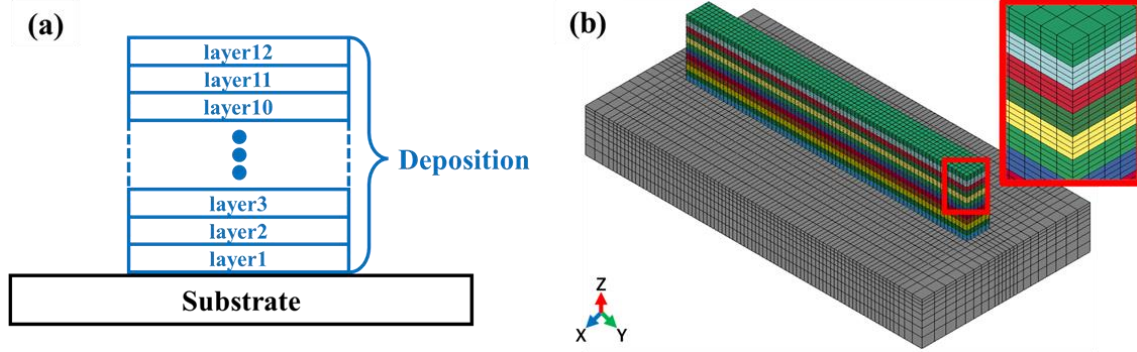 (a)
layer12
layer11
layer10
layer3
layer2
layer1
Deposition
Substrate
(b)
Z
X
Y